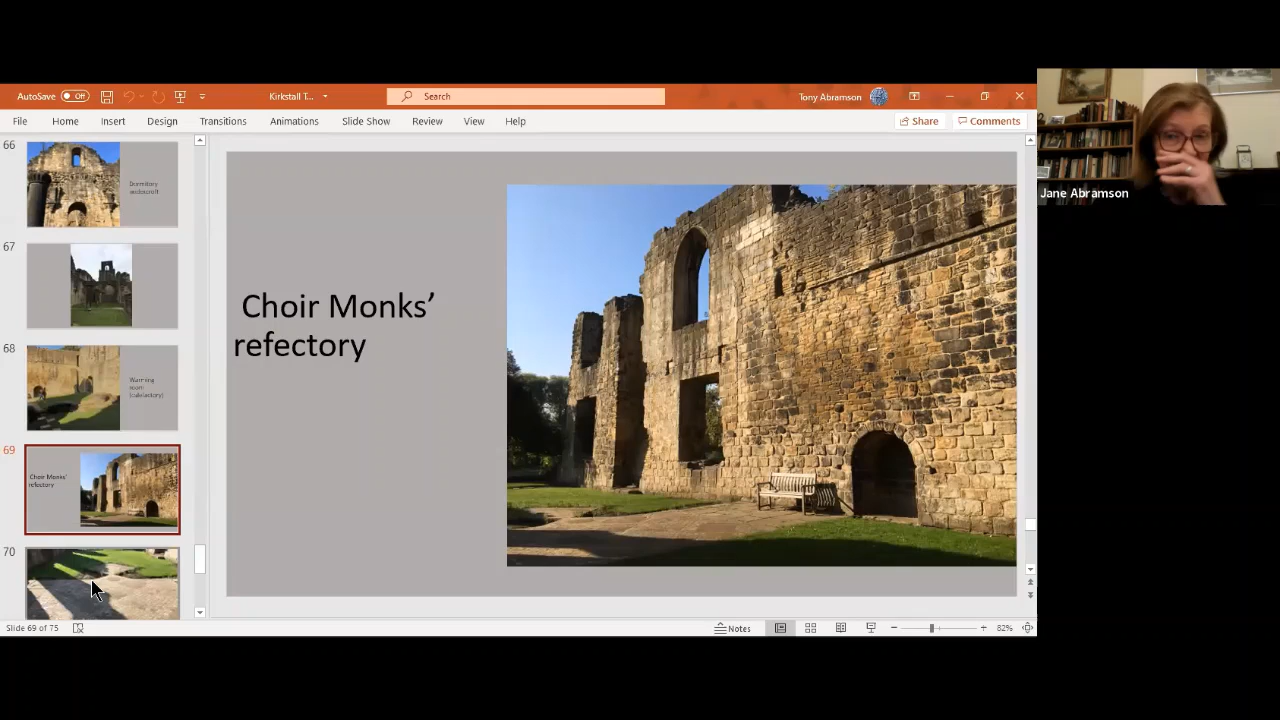 AutoSave Off
Kirkstall T...
Search
Tony Abramson
File Home Insert Design Transitions Animations Slide Show Review View Help
Share Comments
66
Dormitory
67
68
Warming
room
69
Choir Monks'
refectory
70
Choir Monks’
refectory
Slide 69 of 75
Notes
82%
Jane Abramson